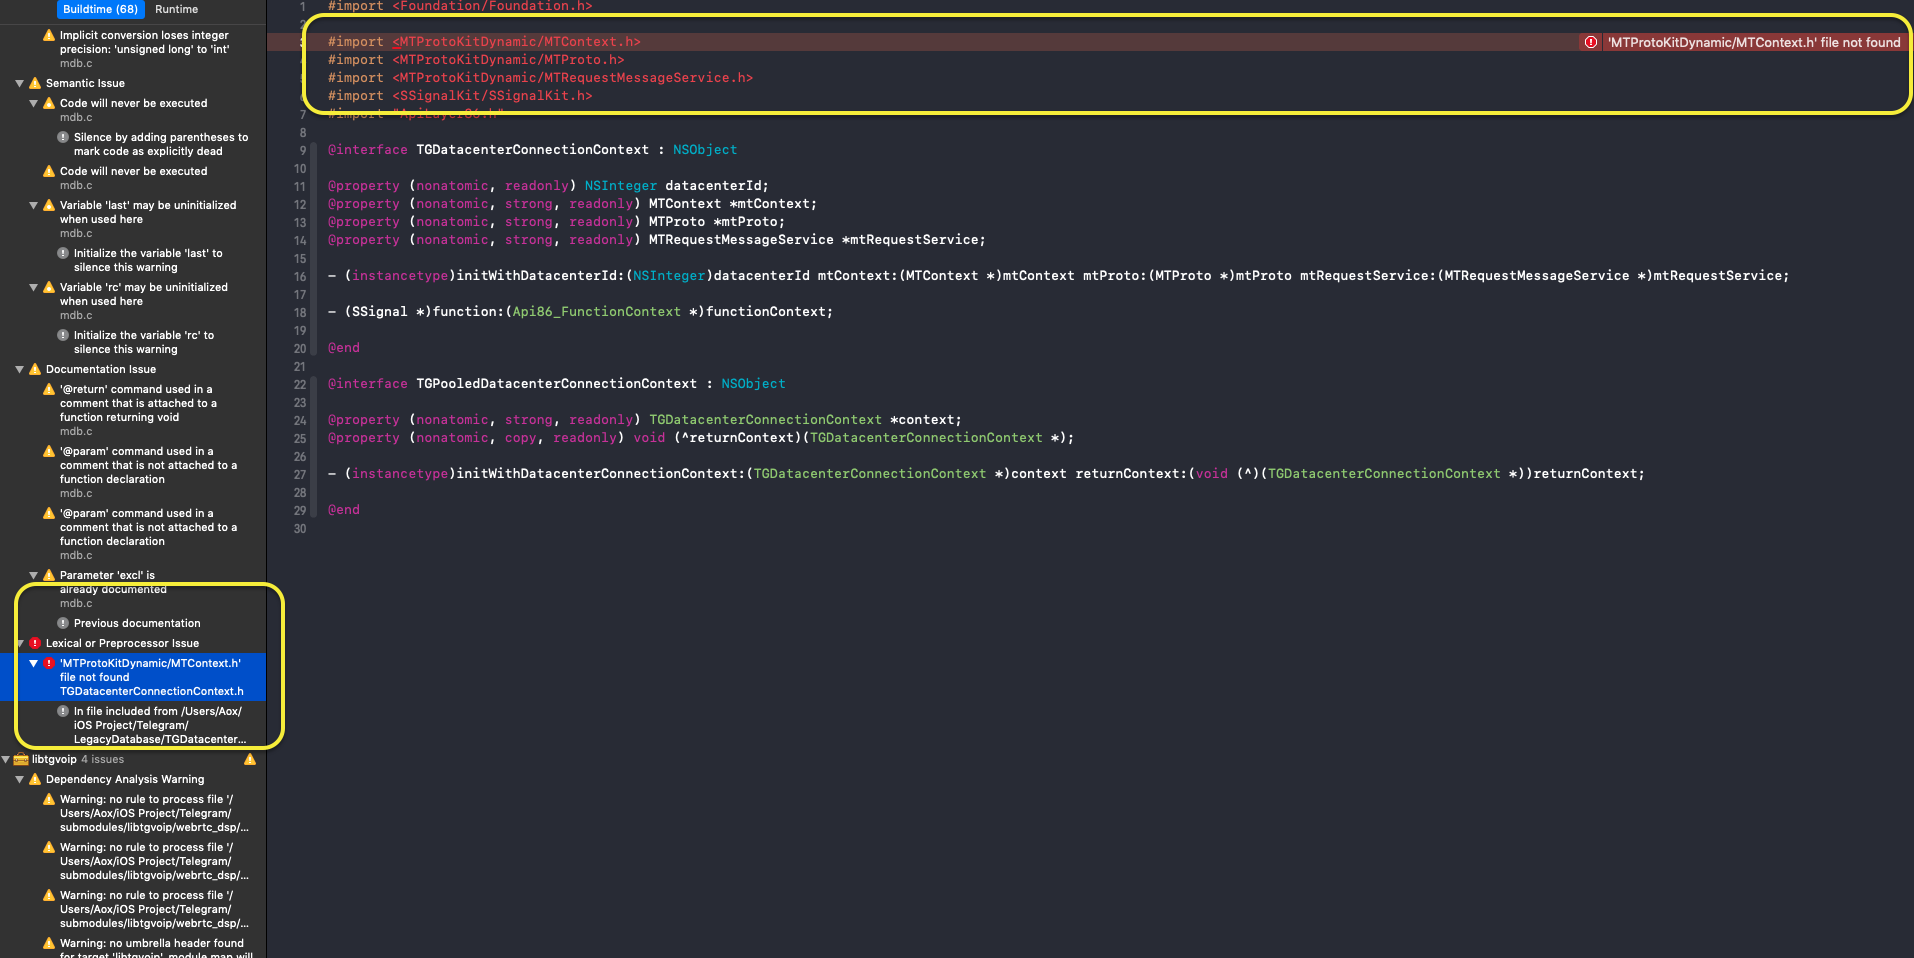 Buildtime (68) Runtime
Implicit conversion loses integer
precision: 'unsigned long' to 'int'
mdb.c
Semantic Issue
Code will never be executed
mdb.c
Silence by adding parentheses to
mark code as explicitly dead
Code will never be executed
mdb.c
Variable 'last' may be uninitialized
when used here
mdb.c
Initialize the variable 'last' to
silence this warning
Variable 'rc' may be uninitialized
when used here
mdb.c
Initialize the variable 'rc' to
silence this warning
Documentation Issue
'@return' command used in a
comment that is attached to a
function returning void
mdb.c
'@param' command used in a
comment that is not attached to a
function declaration
mdb.c
'@param' command used in a
comment that is not attached to a
function declaration
mdb.c
Parameter 'excl' is
already documented
mdb.c
Previous documentation
Lexical or Preprocessor Issue
'MTProtoKitDynamic/MTContext.h'
file not found
TGDatacenterConnectionContext.h
In file included from /Users/Aox/
iOS Project/Telegram/
LegacyDatabase/TGDatacenter...
libtgvoip 4 issues
Dependency Analysis Warning
Warning: no rule to process file '/
Users/Aox/iOS Project/Telegram/
submodules/libtgvoip/webrtc_dsp/...
Warning: no rule to process file '/
Users/Aox/iOS Project/Telegram/
submodules/libtgvoip/webrtc_dsp/...
Warning: no rule to process file '/
Users/Aox/iOS Project/Telegram/
submodules/libtgvoip/webrtc_dsp/...
Warning: no umbrella header found
for target 'libtgvoip', module map will
1 #import <Foundation/Foundation.h>
2
3 #import <MTProtoKitDynamic/MTContext.h> 'MTProtoKitDynamic/MTContext.h' file not found
4 #import <MTProtoKitDynamic/MTProto.h>
5 #import <MTProtoKitDynamic/MTRequestMessageService.h>
6 #import <SSignalKit/SSignalKit.h>
7 #import "ApiLayer86.h"
8
9 @interface TGDatacenterConnectionContext : NSObject
10
11 @property (nonatomic, readonly) NSInteger datacenterId;
12 @property (nonatomic, strong, readonly) MTContext *mtContext;
13 @property (nonatomic, strong, readonly) MTProto *mtProto;
14 @property (nonatomic, strong, readonly) MTRequestMessageService *mtRequestService;
15
16 - (instancetype)initWithDatacenterId:(NSInteger)datacenterId mtContext:(MTContext *)mtContext mtProto:(MTProto *)mtProto mtRequestService:(MTRequestMessageService *)mtRequestService;
17
18 - (SSignal *)function:(Api86_FunctionContext *)functionContext;
19
20 @end
21
22 @interface TGPooledDatacenterConnectionContext : NSObject
23
24 @property (nonatomic, strong, readonly) TGDatacenterConnectionContext *context;
25 @property (nonatomic, copy, readonly) void (^returnContext)(TGDatacenterConnectionContext *);
26
27 - (instancetype)initWithDatacenterConnectionContext:(TGDatacenterConnectionContext *)context returnContext:(void (^)(TGDatacenterConnectionContext *))returnContext;
28
29 @end
30